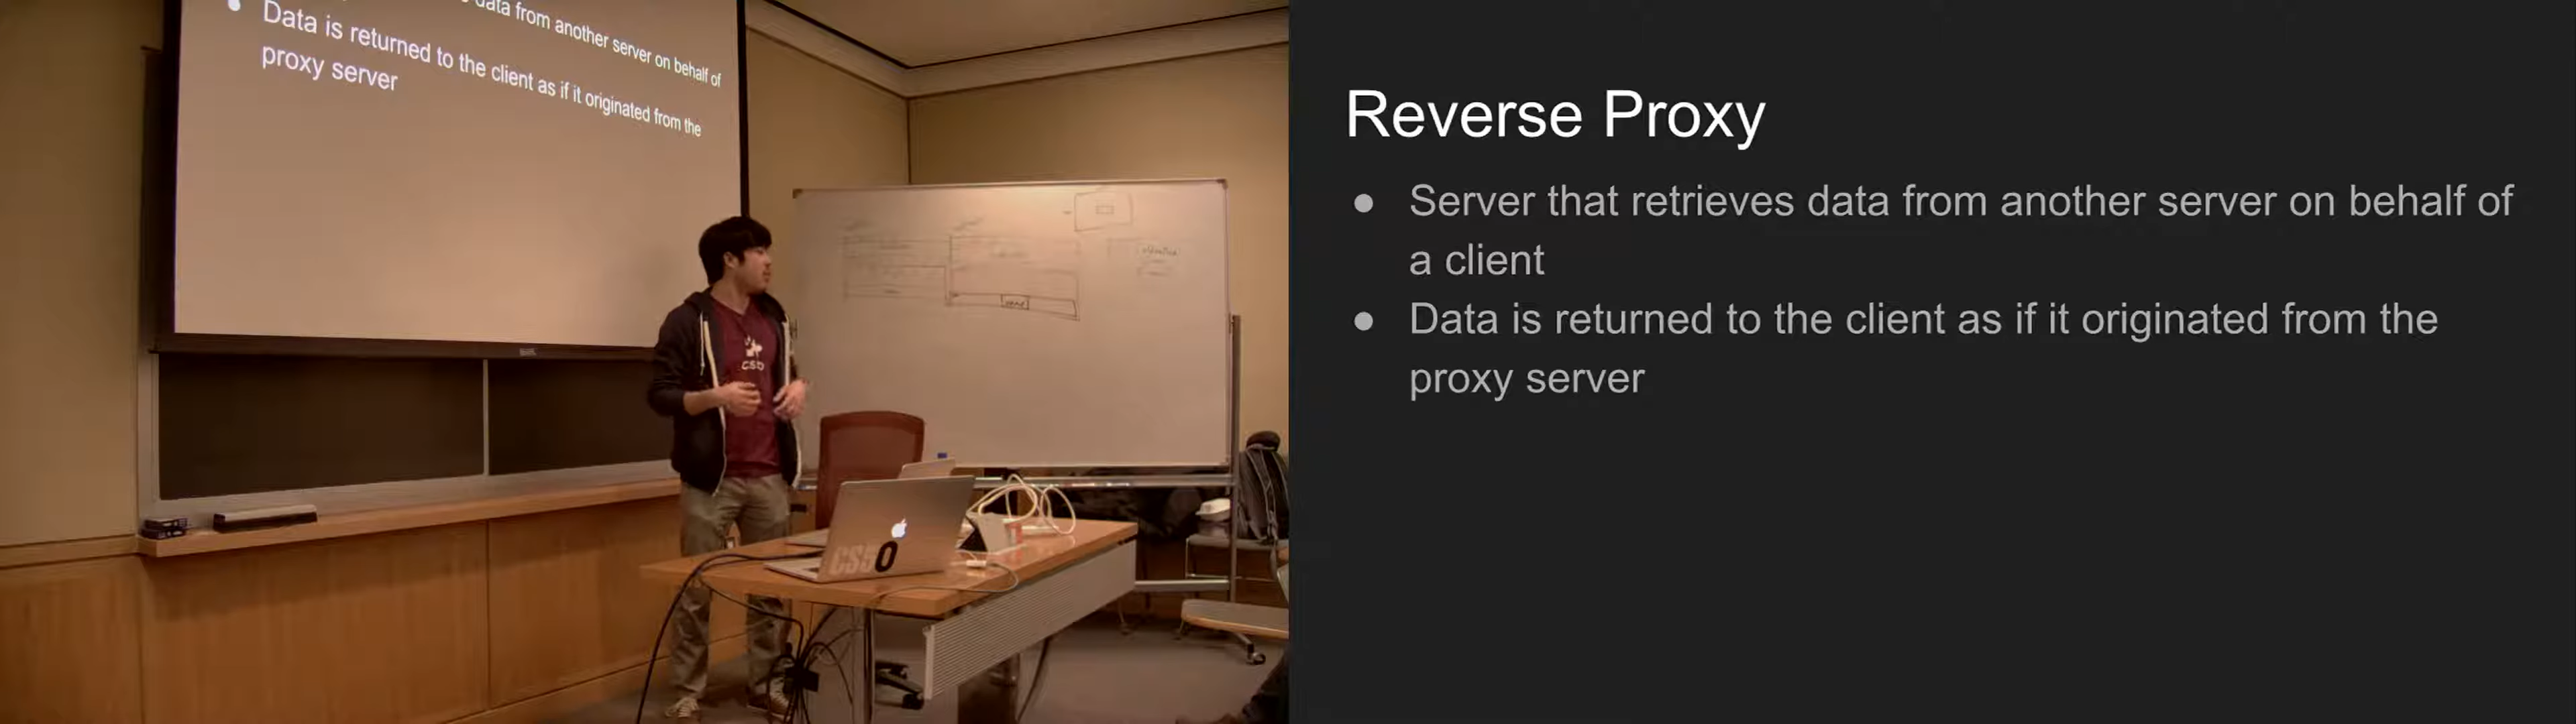 data from another server on behalf of
Data is returned to the client as if it originated from the
proxy server
CS50
CS50
Reverse Proxy
Server that retrieves data from another server on behalf of
a client
Data is returned to the client as if it originated from the
proxy server